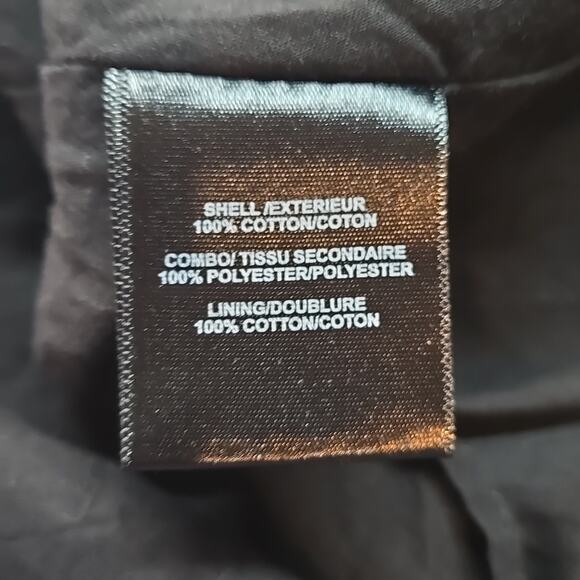 SHELL /EXTERIEUR
100% COTTON/COTON
COMBO/ TISSU SECONDAIRE
100% POLYESTER/POLYESTER
LINING/DOUBLURE
100% COTTON/COTON